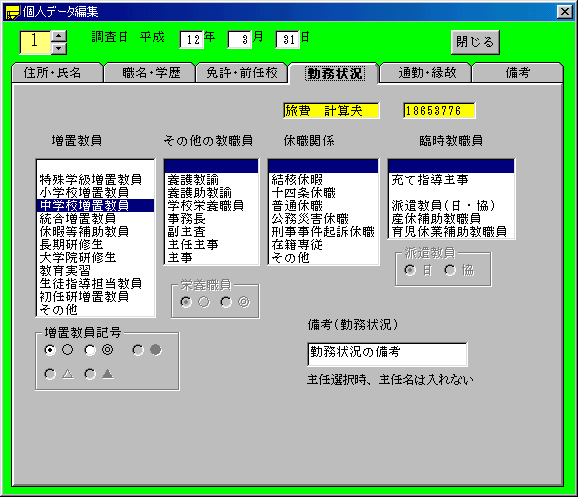 個人データ編集
1
調査日 平成 12年 3月 31日
閉じる
住所・氏名
職名・学歴
免許・前任校
勤務状況
通勤・縁故
備考
旅費 計算夫
18653776
増置教員
特殊学級増置教員
小学校増置教員
中学校増置教員
統合増置教員
休暇等補助教員
長期研修生
大学院研修生
教育実習
生徒指導担当教員
初任研増置教員
その他
その他の教職員
養護教諭
養護助教諭
学校栄養職員
事務長
副主査
主任主事
主事
休職関係
結核休暇
十四条休職
普通休職
公務災害休職
刑事事件起訴休職
在籍専従
その他
臨時教職員
充て指導主事
派遣教員(日・協)
産休補助教職員
育児休業補助教職員
栄養職員
○ ◎
派遣教員
日 協
増置教員記号
○ ◎ ●
△ ▲
備考(勤務状況)
勤務状況の備考
主任選択時、主任名は入れない